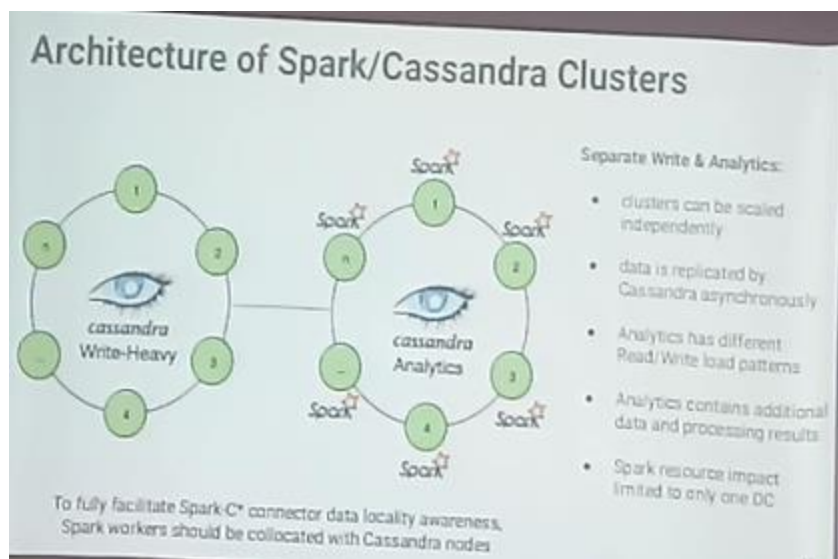 Architecture of Spark/Cassandra Clusters
Spark
Spark
Spark
Spark
Spark
Spark
1
2
3
4
...
n
cassandra
Write-Heavy
1
2
3
4
...
n
cassandra
Analytics
Separate Write & Analytics:
• clusters can be scaled
independently
• data is replicated by
Cassandra asynchronously
• Analytics has different
Read/Write load patterns
• Analytics contains additional
data and processing results
• Spark resource impact
limited to only one DC
To fully facilitate Spark-C* connector data locality awareness,
Spark workers should be collocated with Cassandra nodes